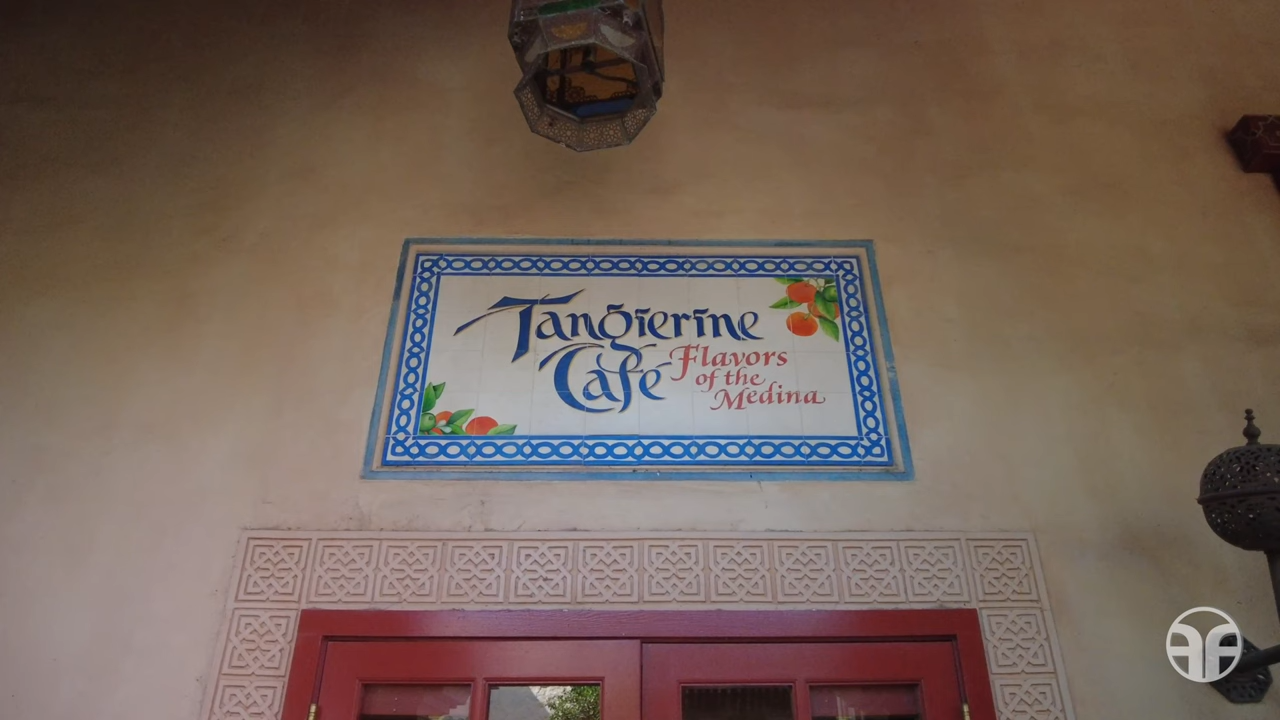 Tangierine
Café
Flavors
of the
Medina